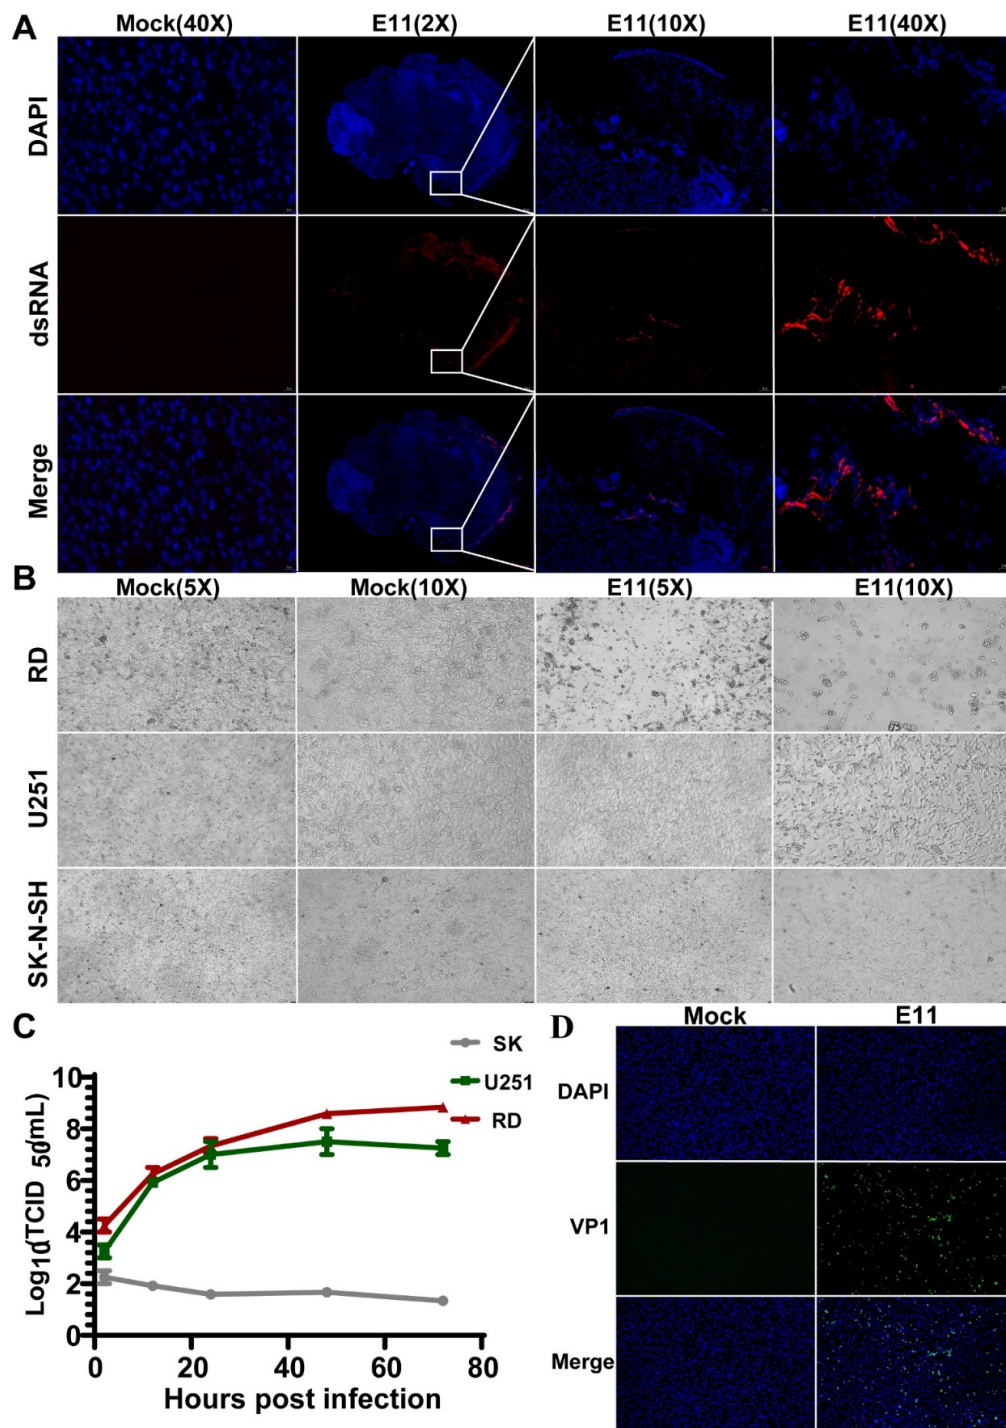 A
Mock(40X) E11(2X) E11(10X) E11(40X)
DAPI
dsRNA
Merge
B
Mock(5X) Mock(10X) E11(5X) E11(10X)
RD
U251
SK-N-SH
C
SK
U251
RD
Log10(TCID 50/mL)
10
8
6
4
2
0
0 20 40 60 80
Hours post infection
D
Mock E11
DAPI
VP1
Merge